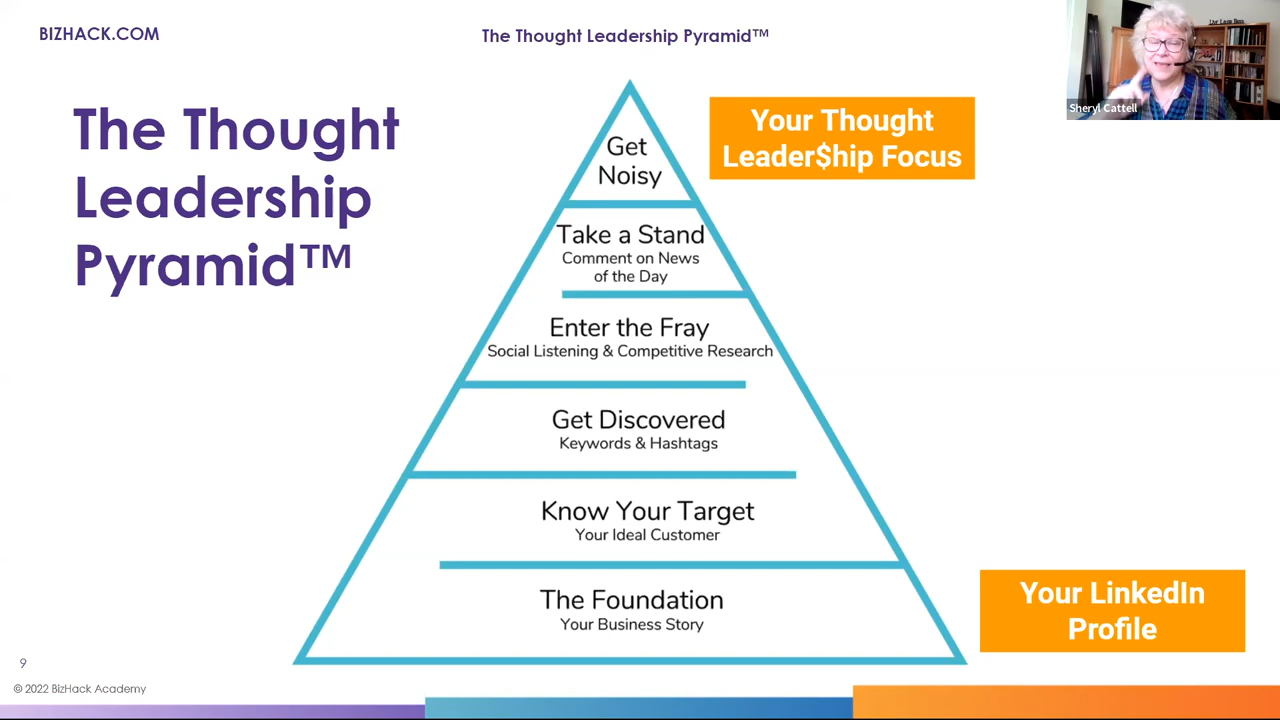 BIZHACK.COM
The Thought Leadership Pyramid™
Sheryl Cattell
The Thought
Leadership
Pyramid™
Your Thought
Leader$hip Focus
Get
Noisy
Take a Stand
Comment on News
of the Day
Enter the Fray
Social Listening & Competitive Research
Get Discovered
Keywords & Hashtags
Know Your Target
Your Ideal Customer
The Foundation
Your Business Story
Your LinkedIn
Profile
9
© 2022 BizHack Academy